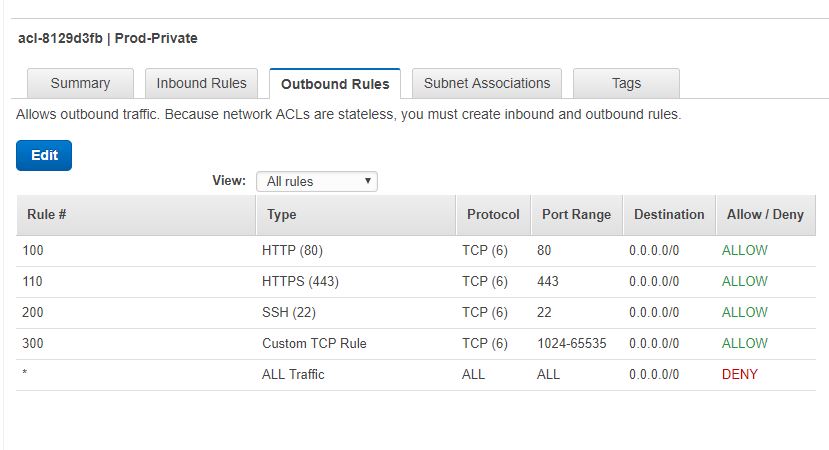 acl-8129d3fb | Prod-Private
Summary Inbound Rules Outbound Rules Subnet Associations Tags
Allows outbound traffic. Because network ACLs are stateless, you must create inbound and outbound rules.
Edit
View: All rules
Rule # Type Protocol Port Range Destination Allow / Deny
100 HTTP (80) TCP (6) 80 0.0.0.0/0 ALLOW
110 HTTPS (443) TCP (6) 443 0.0.0.0/0 ALLOW
200 SSH (22) TCP (6) 22 0.0.0.0/0 ALLOW
300 Custom TCP Rule TCP (6) 1024-65535 0.0.0.0/0 ALLOW
* ALL Traffic ALL ALL 0.0.0.0/0 DENY